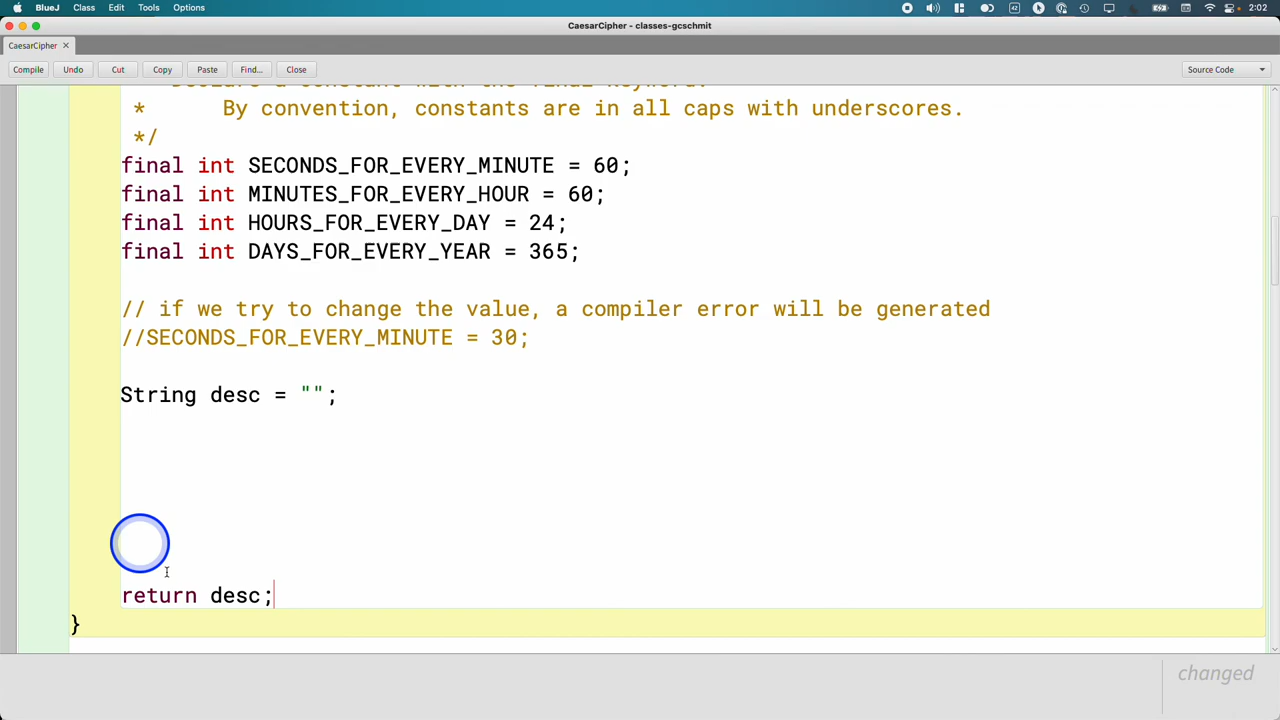 BlueJ Class Edit Tools Options 2:02
CaesarCipher - classes-gcschmit
CaesarCipher
Compile Undo Cut Copy Paste Find... Close Source Code
* By convention, constants are in all caps with underscores.
*/
final int SECONDS_FOR_EVERY_MINUTE = 60;
final int MINUTES_FOR_EVERY_HOUR = 60;
final int HOURS_FOR_EVERY_DAY = 24;
final int DAYS_FOR_EVERY_YEAR = 365;
// if we try to change the value, a compiler error will be generated
//SECONDS_FOR_EVERY_MINUTE = 30;
String desc = "";
return desc;
}
changed